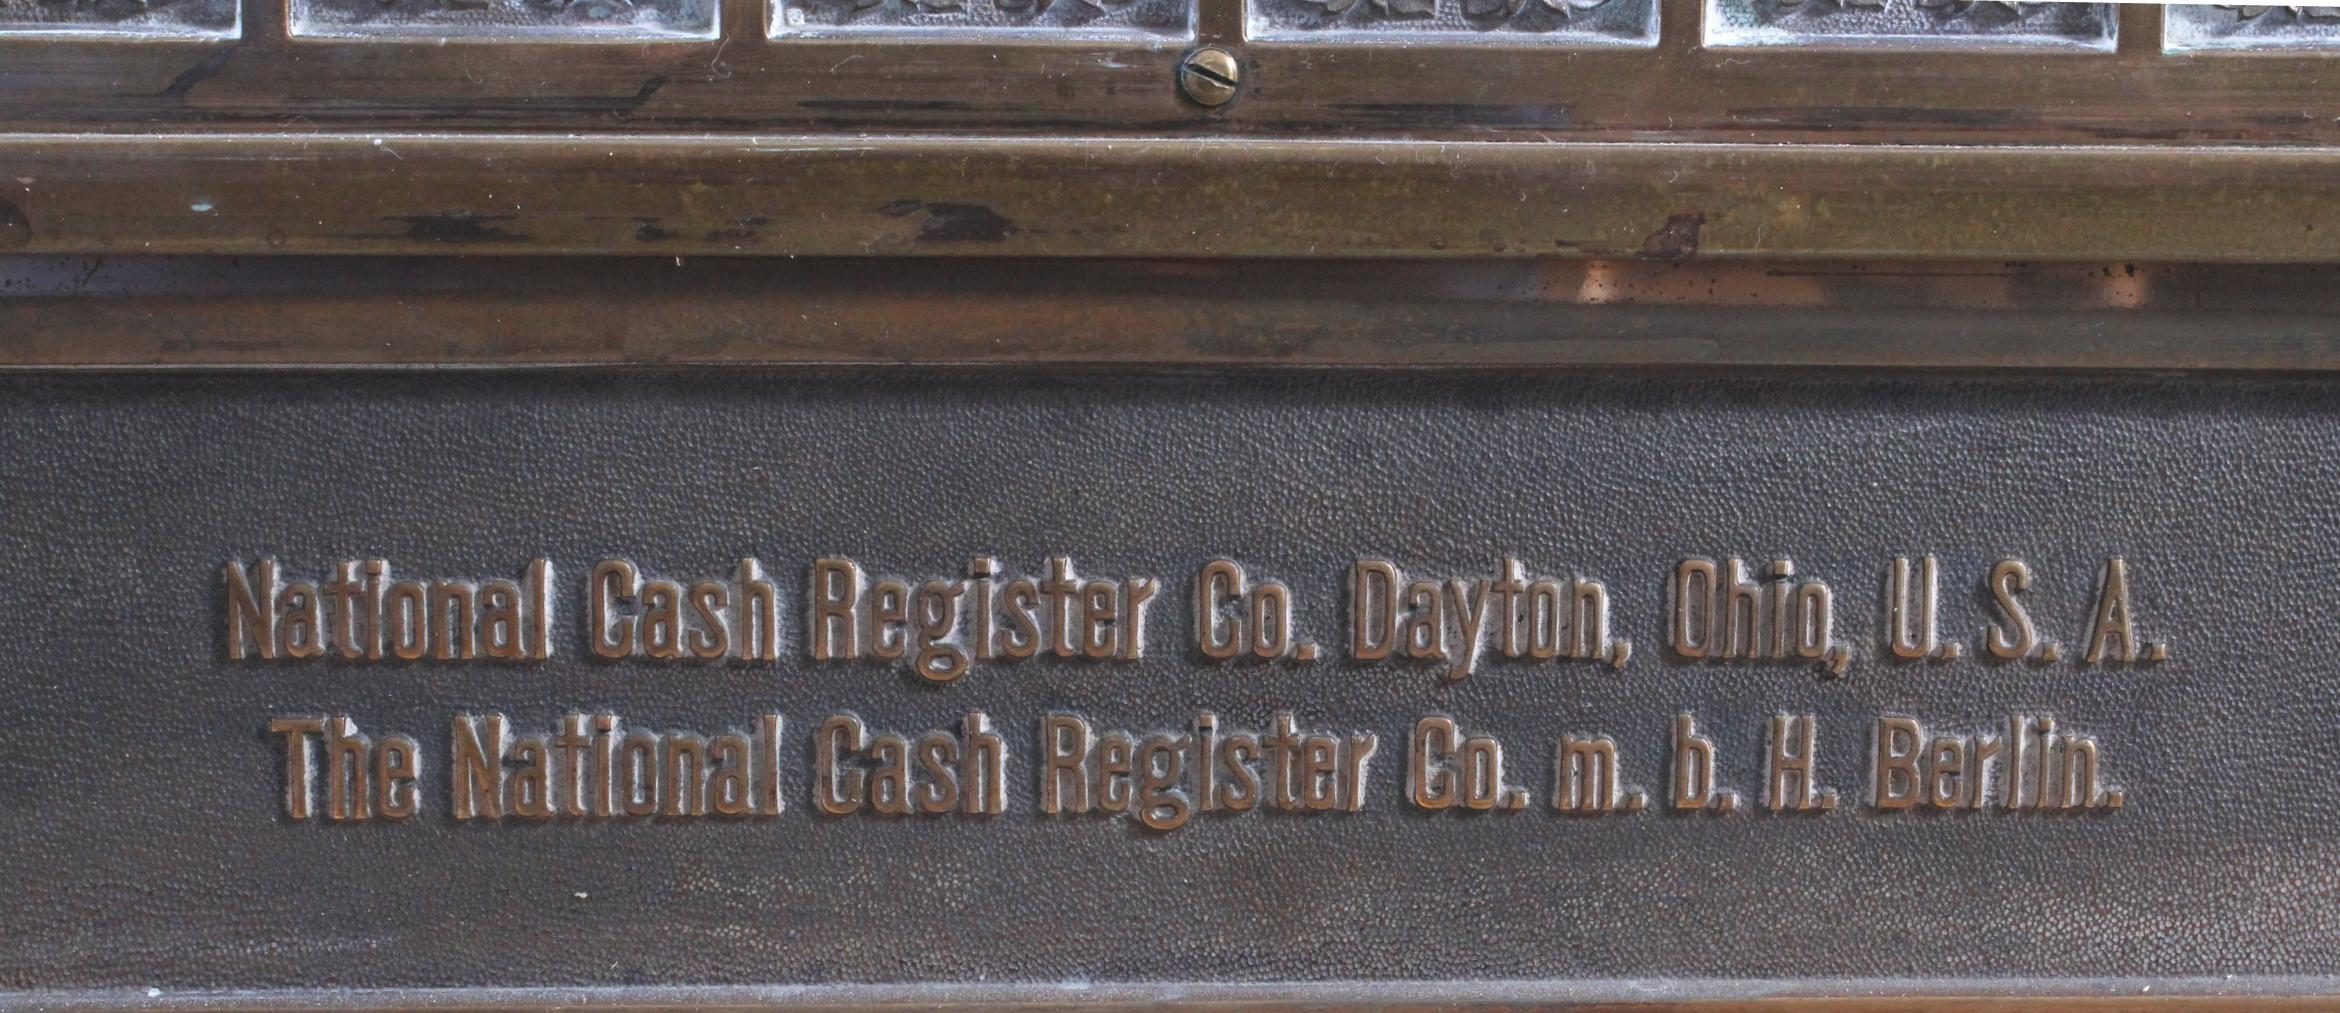 National Cash Register Co. Dayton, Ohio, U. S. A.
The National Cash Register Co. m. b. H. Berlin.